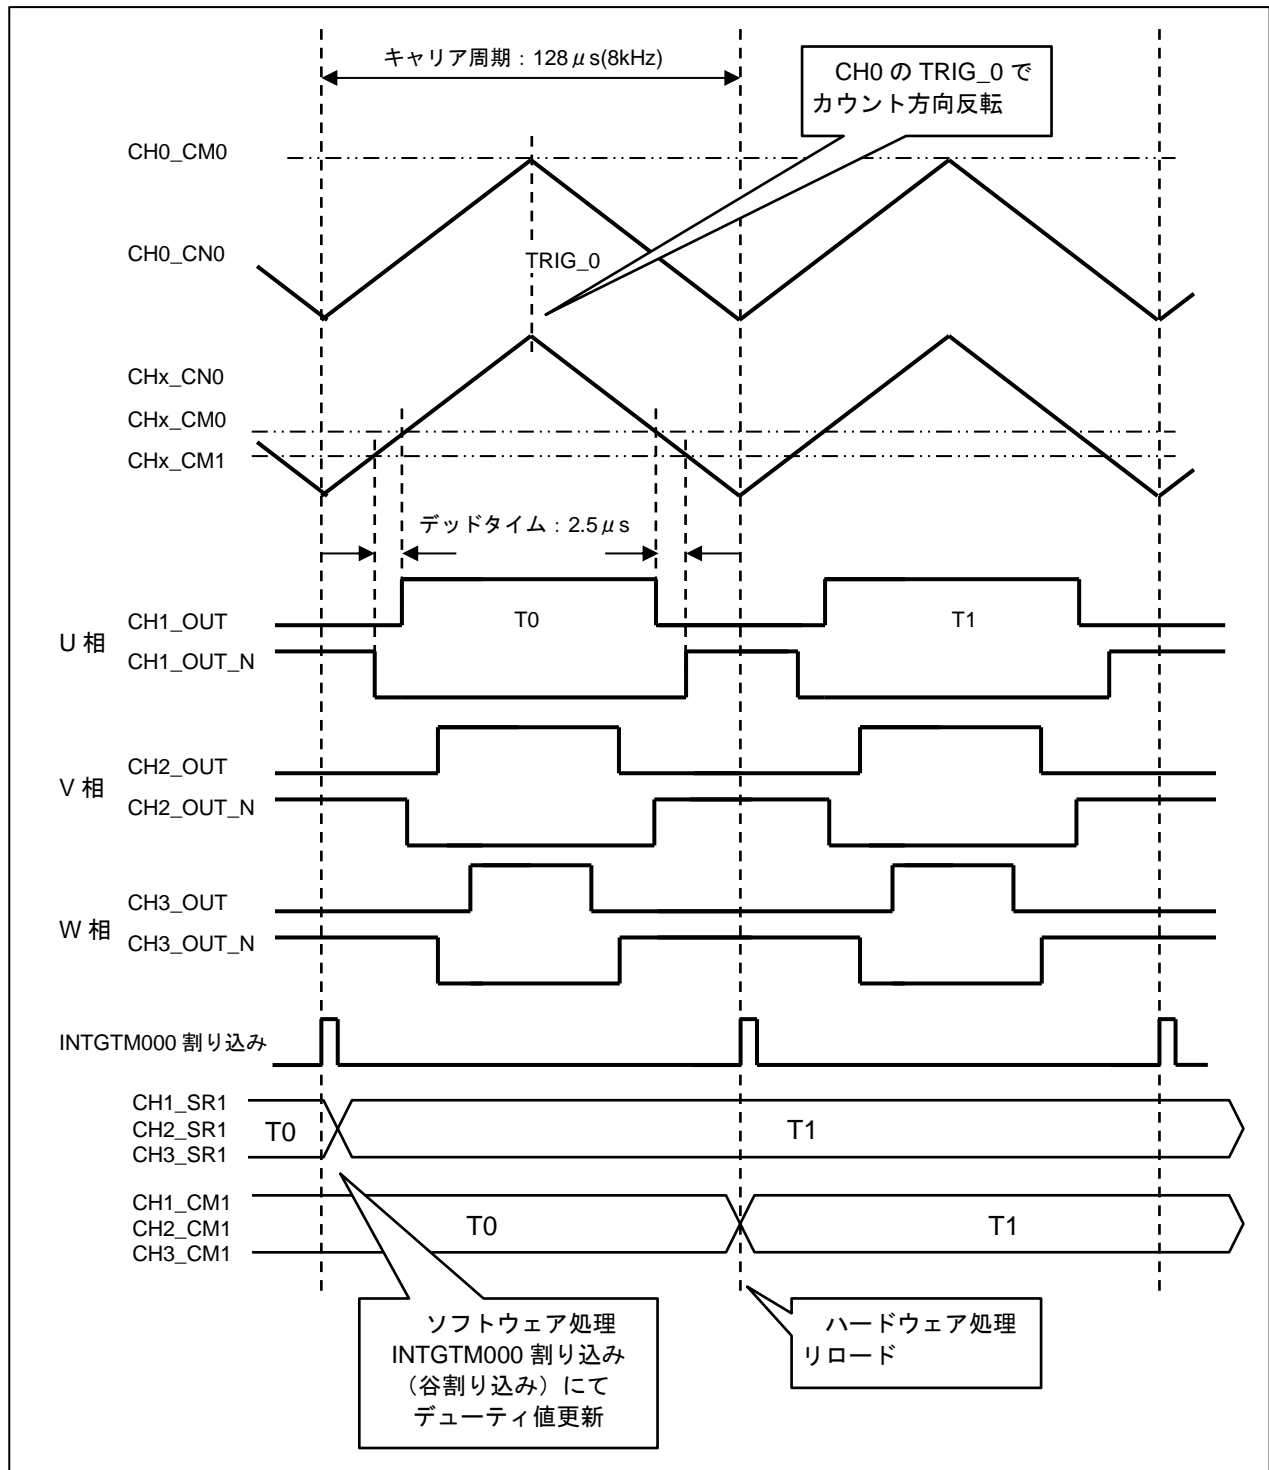 キャリア周期：128μs(8kHz)
CH0 の TRIG_0 で
カウント方向反転
CH0_CM0
CH0_CN0
TRIG_0
CHx_CN0
CHx_CM0
CHx_CM1
デッドタイム：2.5μs
U 相
CH1_OUT
T0
T1
CH1_OUT_N
V 相
CH2_OUT
CH2_OUT_N
W 相
CH3_OUT
CH3_OUT_N
INTGTM000 割り込み
CH1_SR1
CH2_SR1
CH3_SR1
T0
T1
CH1_CM1
CH2_CM1
CH3_CM1
T0
T1
ソフトウェア処理
INTGTM000 割り込み
（谷割り込み）にて
デューティ値更新
ハードウェア処理
リロード